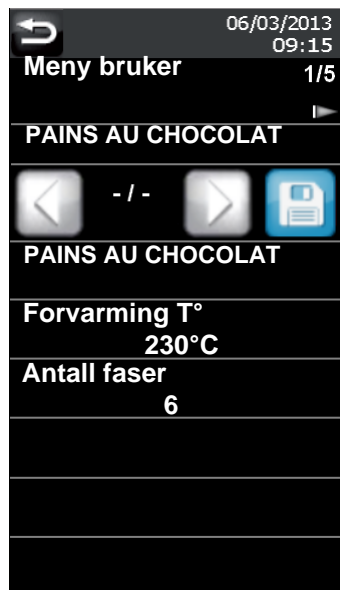 06/03/2013
09:15
Meny bruker 1/5
PAINS AU CHOCOLAT
- / -
PAINS AU CHOCOLAT
Forvarming T°
230°C
Antall faser
6